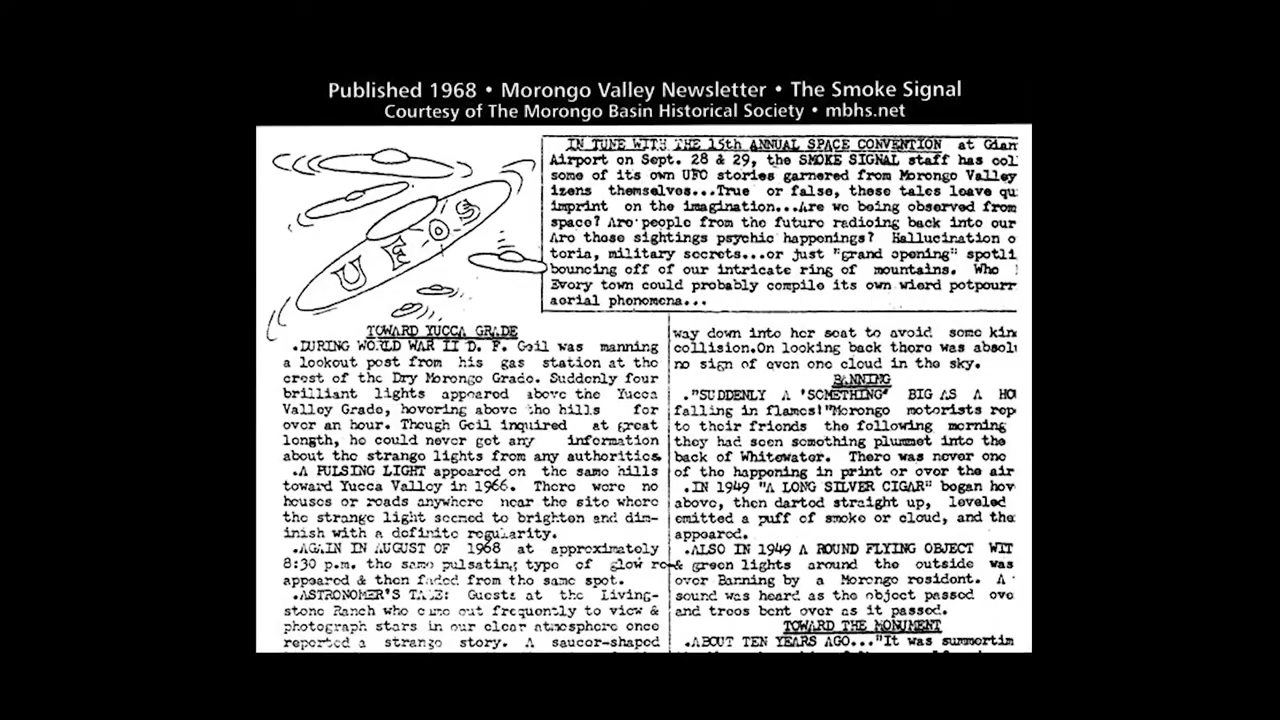 Published 1968 • Morongo Valley Newsletter • The Smoke Signal
Courtesy of The Morongo Basin Historical Society • mbhs.net
UFOS
IN TUNE WITH THE 15th ANNUAL SPACE CONVENTION at Gian
Airport on Sept. 28 & 29, the SMOKE SIGNAL staff has col
some of its own UFO stories garnered from Morongo Valley
izens themselves...True or false, these tales leave qu
imprint on the imagination...Are we being observed from
space? Are people from the future radioing back into our
Are these sightings psychic happenings? Hallucination o
toria, military secrets...or just "grand opening" spotli
bouncing off of our intricate ring of mountains. Who
Every town could probably compile its own wierd potpourr
aerial phenomena...
TOWARD YUCCA GRADE
.DURING WORLD WAR II D. F. Geil was manning
a lookout post from his gas station at the
crest of the Dry Morongo Grade. Suddenly four
brilliant lights appeared above the Yucca
Valley Grade, hovering above the hills for
over an hour. Though Geil inquired at great
length, he could never get any information
about the strange lights from any authorities.
.A PULSING LIGHT appeared on the same hills
toward Yucca Valley in 1966. There were no
houses or roads anywhere near the site where
the strange light seemed to brighten and dim-
inish with a definite regularity.
.AGAIN IN AUGUST OF 1968 at approximately
8:30 p.m. the same pulsating type of glow re-
appeared & then faded from the same spot.
.ASTRONOMER'S TALE: Guests at the Living-
stone Ranch who came out frequently to view &
photograph stars in our clear atmosphere once
reported a strange story. A saucer-shaped
way down into her seat to avoid some kin
collision.On looking back there was absol
no sign of even one cloud in the sky.
BANNING
."SUDDENLY A 'SOMETHING' BIG AS A HO
falling in flames!"Morongo motorists rep
to their friends the following morning
they had seen something plummet into the
back of Whitewater. There was never one
of the happening in print or over the air
.IN 1949 "A LONG SILVER CIGAR" began hov
above, then darted straight up, leveled
emitted a puff of smoke or cloud, and the
appeared.
.ALSO IN 1949 A ROUND FLYING OBJECT WIT
& green lights around the outside was
over Banning by a Morongo resident. A
sound was heard as the object passed ove
and trees bent over as it passed.
TOWARD THE MONUMENT
.ABOUT TEN YEARS AGO..."It was summertim